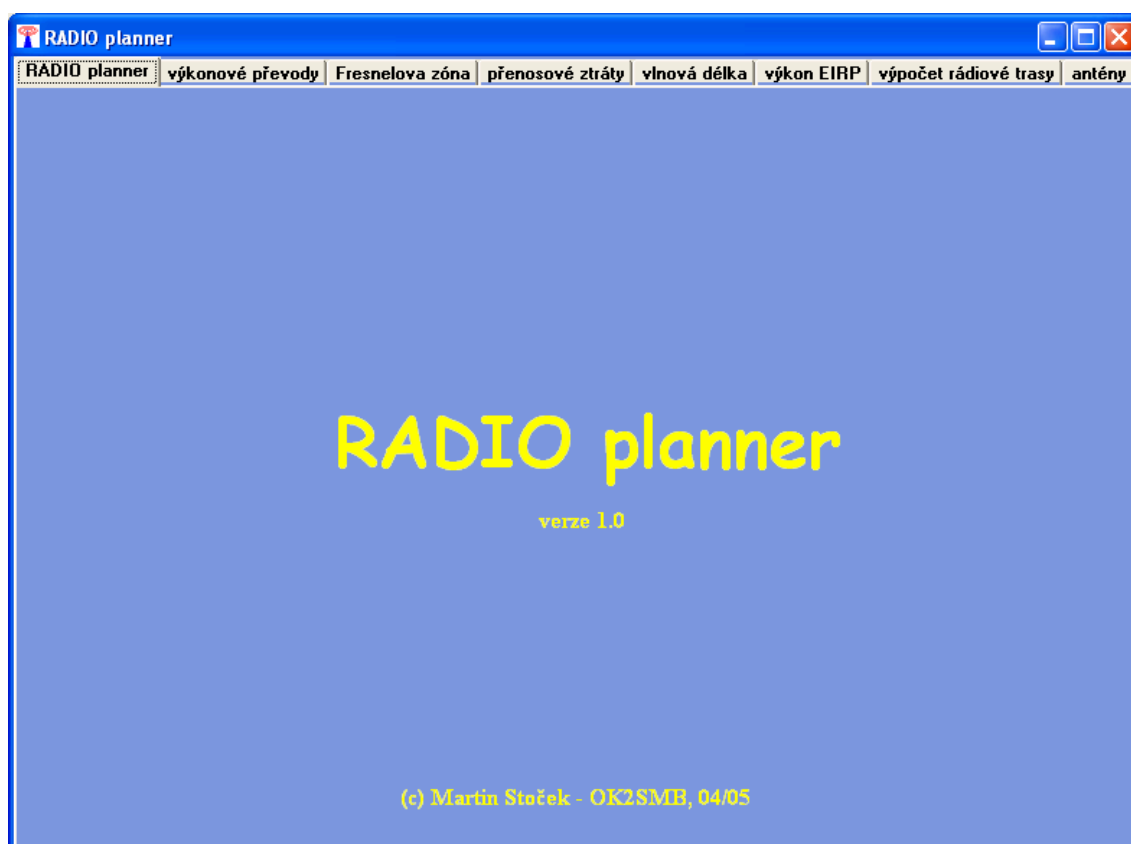 RADIO planner
RADIO planner výkonové převody Fresnelova zóna přenosové ztráty vlnová délka výkon EIRP výpočet rádiové trasy antény
RADIO planner
verze 1.0
(c) Martin Stoček - OK2SMB, 04/05